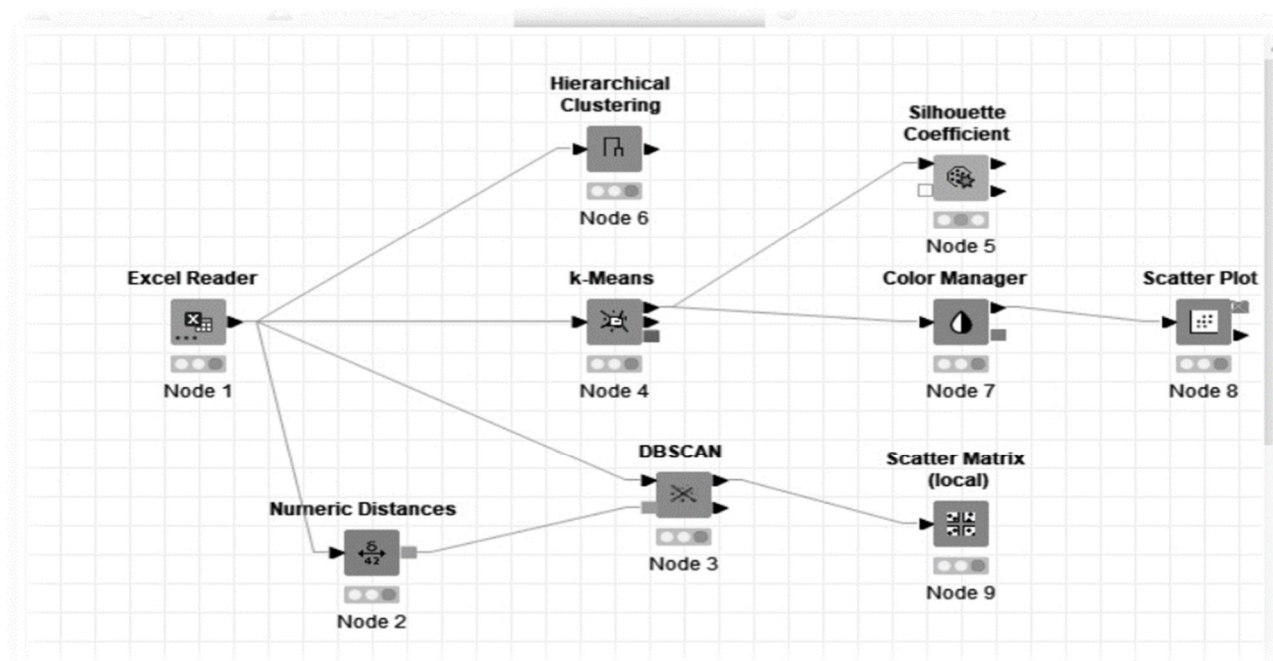 Hierarchical
Clustering
Node 6
Silhouette
Coefficient
Node 5
Excel Reader
Node 1
k-Means
Node 4
Color Manager
Node 7
Scatter Plot
Node 8
DBSCAN
Node 3
Scatter Matrix
(local)
Node 9
Numeric Distances
δ
42
Node 2